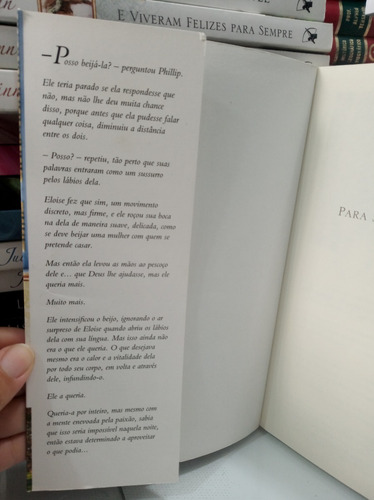 E VIVERAM FELIZES PARA SEMPRE
–Posso beijá-la? – perguntou Phillip.
Ele teria parado se ela respondesse que
não, mas não lhe deu muita chance
disso, porque antes que ela pudesse falar
qualquer coisa, diminuiu a distância
entre os dois.
– Posso? – repetiu, tão perto que suas
palavras entraram como um sussurro
pelos lábios dela.
Eloise fez que sim, um movimento
discreto, mas firme, e ele roçou sua boca
na dela de maneira suave, delicada, como
se deve beijar uma mulher com quem se
pretende casar.
Mas então ela levou as mãos ao pescoço
dele e... que Deus lhe ajudasse, mas ele
queria mais.
Muito mais.
Ele intensificou o beijo, ignorando o ar
surpreso de Eloise quando abriu os lábios
dela com sua língua. Mas isso ainda não
era o que ele queria. O que desejava
mesmo era o calor e a vitalidade dela
por todo seu corpo, em volta e através
dele, infundindo-o.
Ele a queria.
Queria-a por inteiro, mas mesmo com
a mente enevoada pela paixão, sabia
que isso seria impossível naquela noite,
então estava determinado a aproveitar
o que podia...
PARA